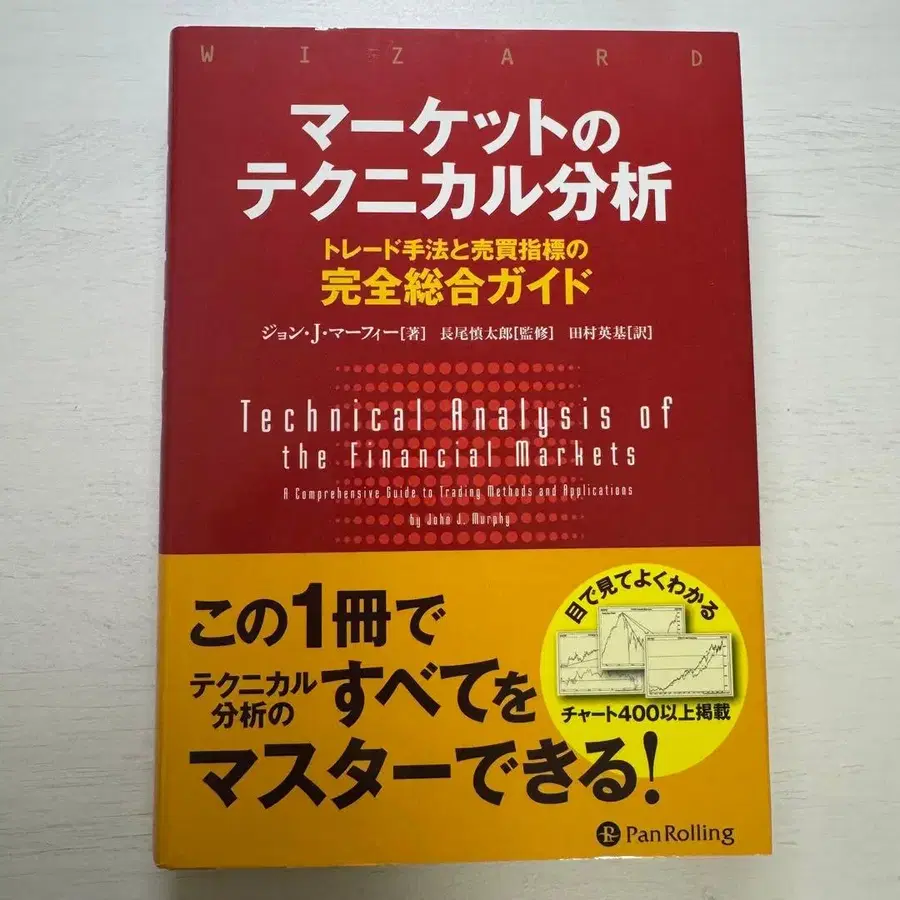 WIZARD
マーケットの
テクニカル分析
トレード手法と売買指標の
完全総合ガイド
ジョン・J・マーフィー[著] 長尾慎太郎[監修] 田村英基[訳]
Technical Analysis of
the Financial Markets
A Comprehensive Guide to Trading Methods and Applications
by John J. Murphy
この1冊で
テクニカル
分析の
すべてを
マスターできる!
目で見てよくわかる
チャート400以上掲載
PanRolling